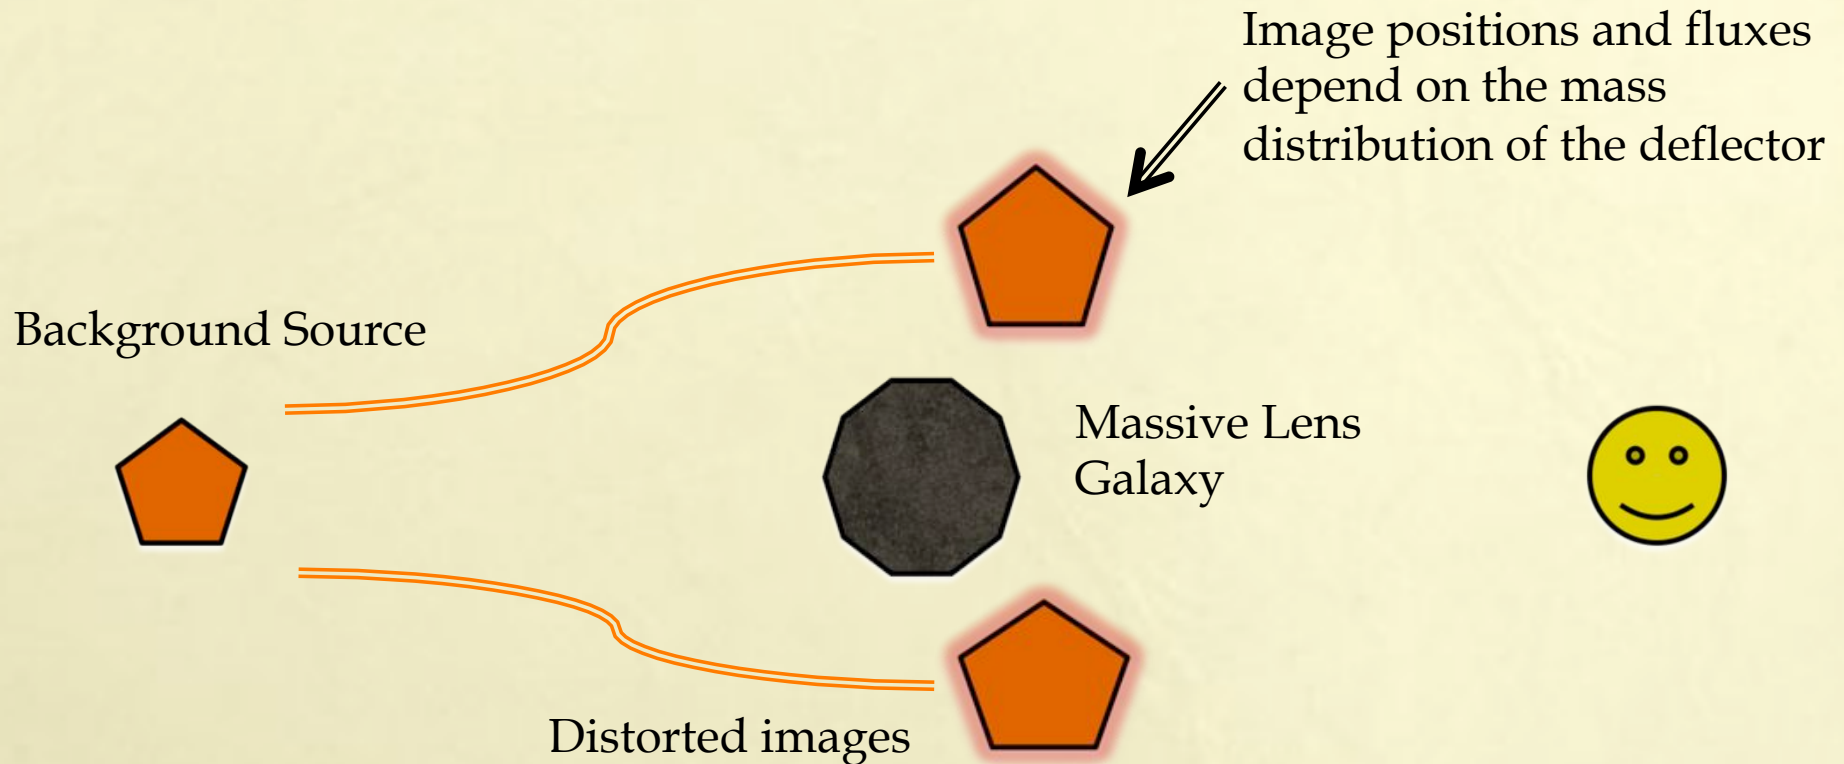 Image positions and fluxes
depend on the mass
distribution of the deflector
Background Source
Massive Lens
Galaxy
Distorted images